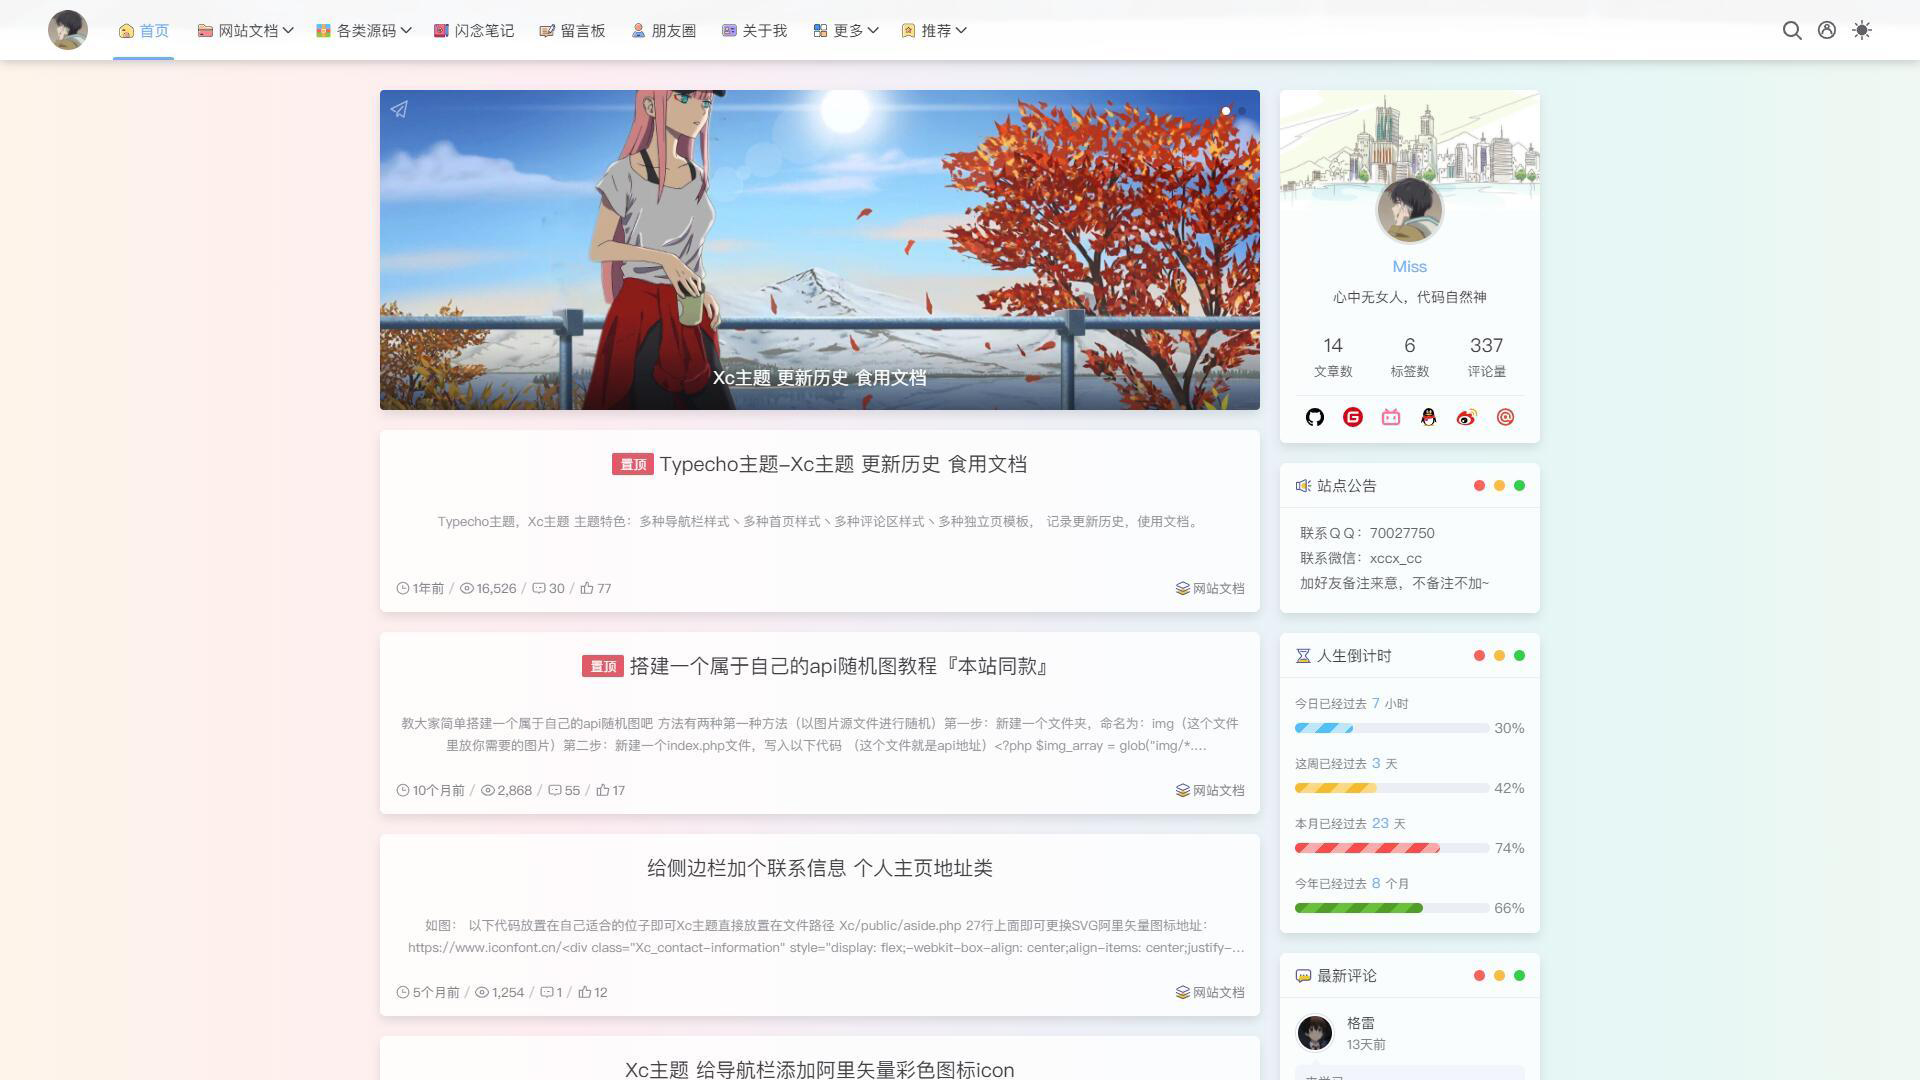 首页 网站文档 各类源码 闪念笔记 留言板 朋友圈 关于我 更多 推荐
Xc主题 更新历史 食用文档
置顶 Typecho主题-Xc主题 更新历史 食用文档
Typecho主题，Xc主题 主题特色：多种导航栏样式丶多种首页样式丶多种评论区样式丶多种独立页模板， 记录更新历史，使用文档。
1年前 / 16,526 / 30 / 77 网站文档
置顶 搭建一个属于自己的api随机图教程『本站同款』
教大家简单搭建一个属于自己的api随机图吧 方法有两种第一种方法（以图片源文件进行随机）第一步：新建一个文件夹，命名为：img（这个文件
里放你需要的图片）第二步：新建一个index.php文件，写入以下代码 （这个文件就是api地址）<?php $img_array = glob("img/*....
10个月前 / 2,868 / 55 / 17 网站文档
给侧边栏加个联系信息 个人主页地址类
如图： 以下代码放置在自己适合的位子即可Xc主题直接放置在文件路径 Xc/public/aside.php 27行上面即可更换SVG阿里矢量图标地址：
https://www.iconfont.cn/<div class="Xc_contact-information" style="display: flex;-webkit-box-align: center;align-items: center;justify-...
5个月前 / 1,254 / 1 / 12 网站文档
Xc主题 给导航栏添加阿里矢量彩色图标icon
Miss
心中无女人，代码自然神
14 6 337
文章数 标签数 评论量
站点公告
联系ＱＱ：70027750
联系微信：xccx_cc
加好友备注来意，不备注不加~
人生倒计时
今日已经过去 7 小时
30%
这周已经过去 3 天
42%
本月已经过去 23 天
74%
今年已经过去 8 个月
66%
最新评论
格雷
13天前